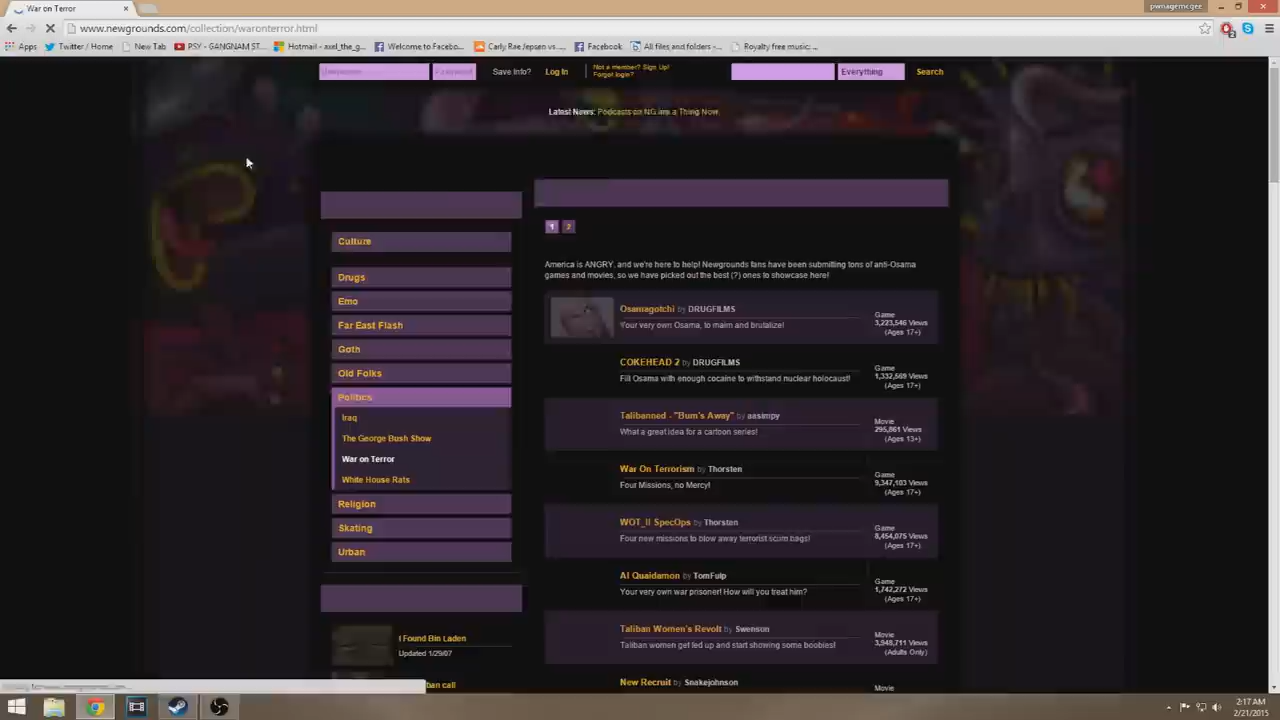 War on Terror
pwnagemcgee
www.newgrounds.com/collection/waronterror.html
Apps
Twitter / Home
New Tab
PSY - GANGNAM ST...
Hotmail - axel_the_g...
Welcome to Facebo...
Carly Rae Jepsen vs....
Facebook
All files and folders -...
Royalty free music: ...
Username
Password
Save Info?
Log In
Not a member? Sign Up!
Forgot login?
Everything
Search
Latest News: Podcasts on NG are a Thing Now
Culture
Drugs
Emo
Far East Flash
Goth
Old Folks
Politics
Iraq
The George Bush Show
War on Terror
White House Rats
Religion
Skating
Urban
I Found Bin Laden
Updated 1/29/07
ban call
1 2
America is ANGRY, and we're here to help! Newgrounds fans have been submitting tons of anti-Osama
games and movies, so we have picked out the best (?) ones to showcase here!
Osamagotchi by DRUGFILMS
Your very own Osama, to maim and brutalize!
Game
3,223,546 Views
(Ages 17+)
COKEHEAD 2 by DRUGFILMS
Fill Osama with enough cocaine to withstand nuclear holocaust!
Game
1,332,569 Views
(Ages 17+)
Talibanned - "Bum's Away" by aasimpy
What a great idea for a cartoon series!
Movie
295,861 Views
(Ages 13+)
War On Terrorism by Thorsten
Four Missions, no Mercy!
Game
9,347,103 Views
(Ages 17+)
WOT_II SpecOps by Thorsten
Four new missions to blow away terrorist scum bags!
Game
8,454,075 Views
(Ages 17+)
Al Quaidamon by TomFulp
Your very own war prisoner! How will you treat him?
Game
1,742,272 Views
(Ages 17+)
Taliban Women's Revolt by Swenson
Taliban women get fed up and start showing some boobies!
Movie
3,948,711 Views
(Adults Only)
New Recruit by Snakejohnson
Movie
2:17 AM
2/21/2015